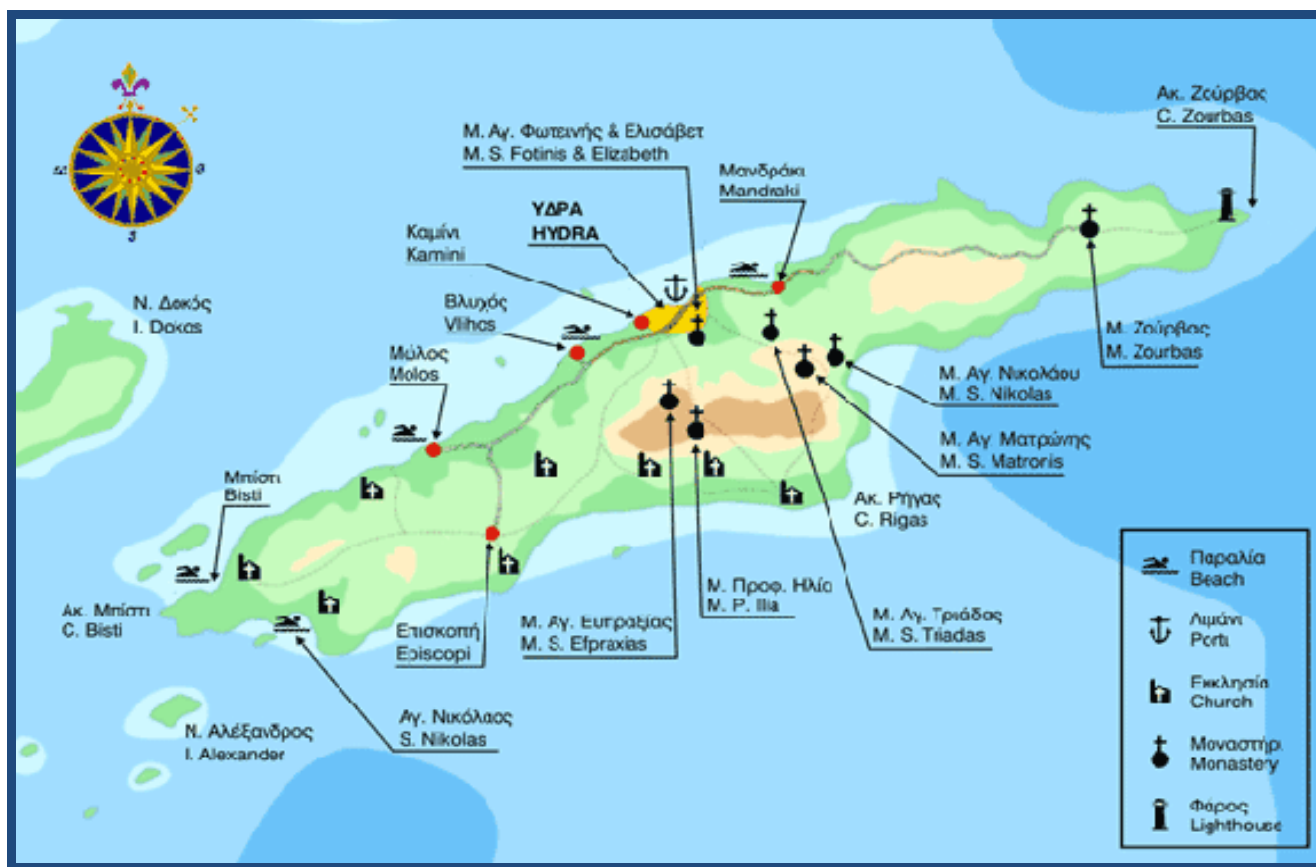 Ακ. Ζούρβας
C. Zourbas
Μ. Αγ. Φωτεινής & Ελισάβετ
M. S. Fotinis & Elizabeth
Μανδράκι
Mandraki
ΥΔΡΑ
HYDRA
Καμίνι
Kamini
Βλυχός
Vlihos
Ν. Δοκός
I. Dokos
Μώλος
Molos
Μ. Ζούρβας
M. Zourbas
Μ. Αγ. Νικολάου
M. S. Nikolas
Μ. Αγ. Ματρώνης
M. S. Matronis
Μπίστι
Bisti
Ακ. Ρήγας
C. Rigas
Ακ. Μπίστι
C. Bisti
Επισκοπή
Episcopi
Μ. Αγ. Ευπραξίας
M. S. Efpraxias
Μ. Προφ. Ηλία
M. P. Ilia
Μ. Αγ. Τριάδας
M. S. Triadas
Ν. Αλέξανδρος
I. Alexander
Αγ. Νικόλαος
S. Nikolas
Παραλία
Beach
Λιμάνι
Port
Εκκλησία
Church
Μοναστήρι
Monastery
Φάρος
Lighthouse
S